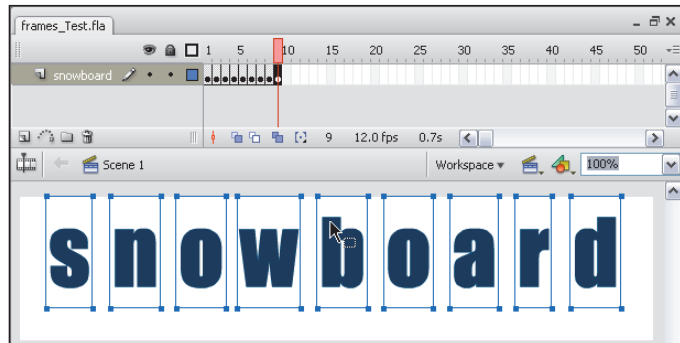 frames_Test.fla
1 5 10 15 20 25 30 35 40 45 50
snowboard
9 12.0 fps 0.7s
Scene 1 Workspace 100%
snowboard